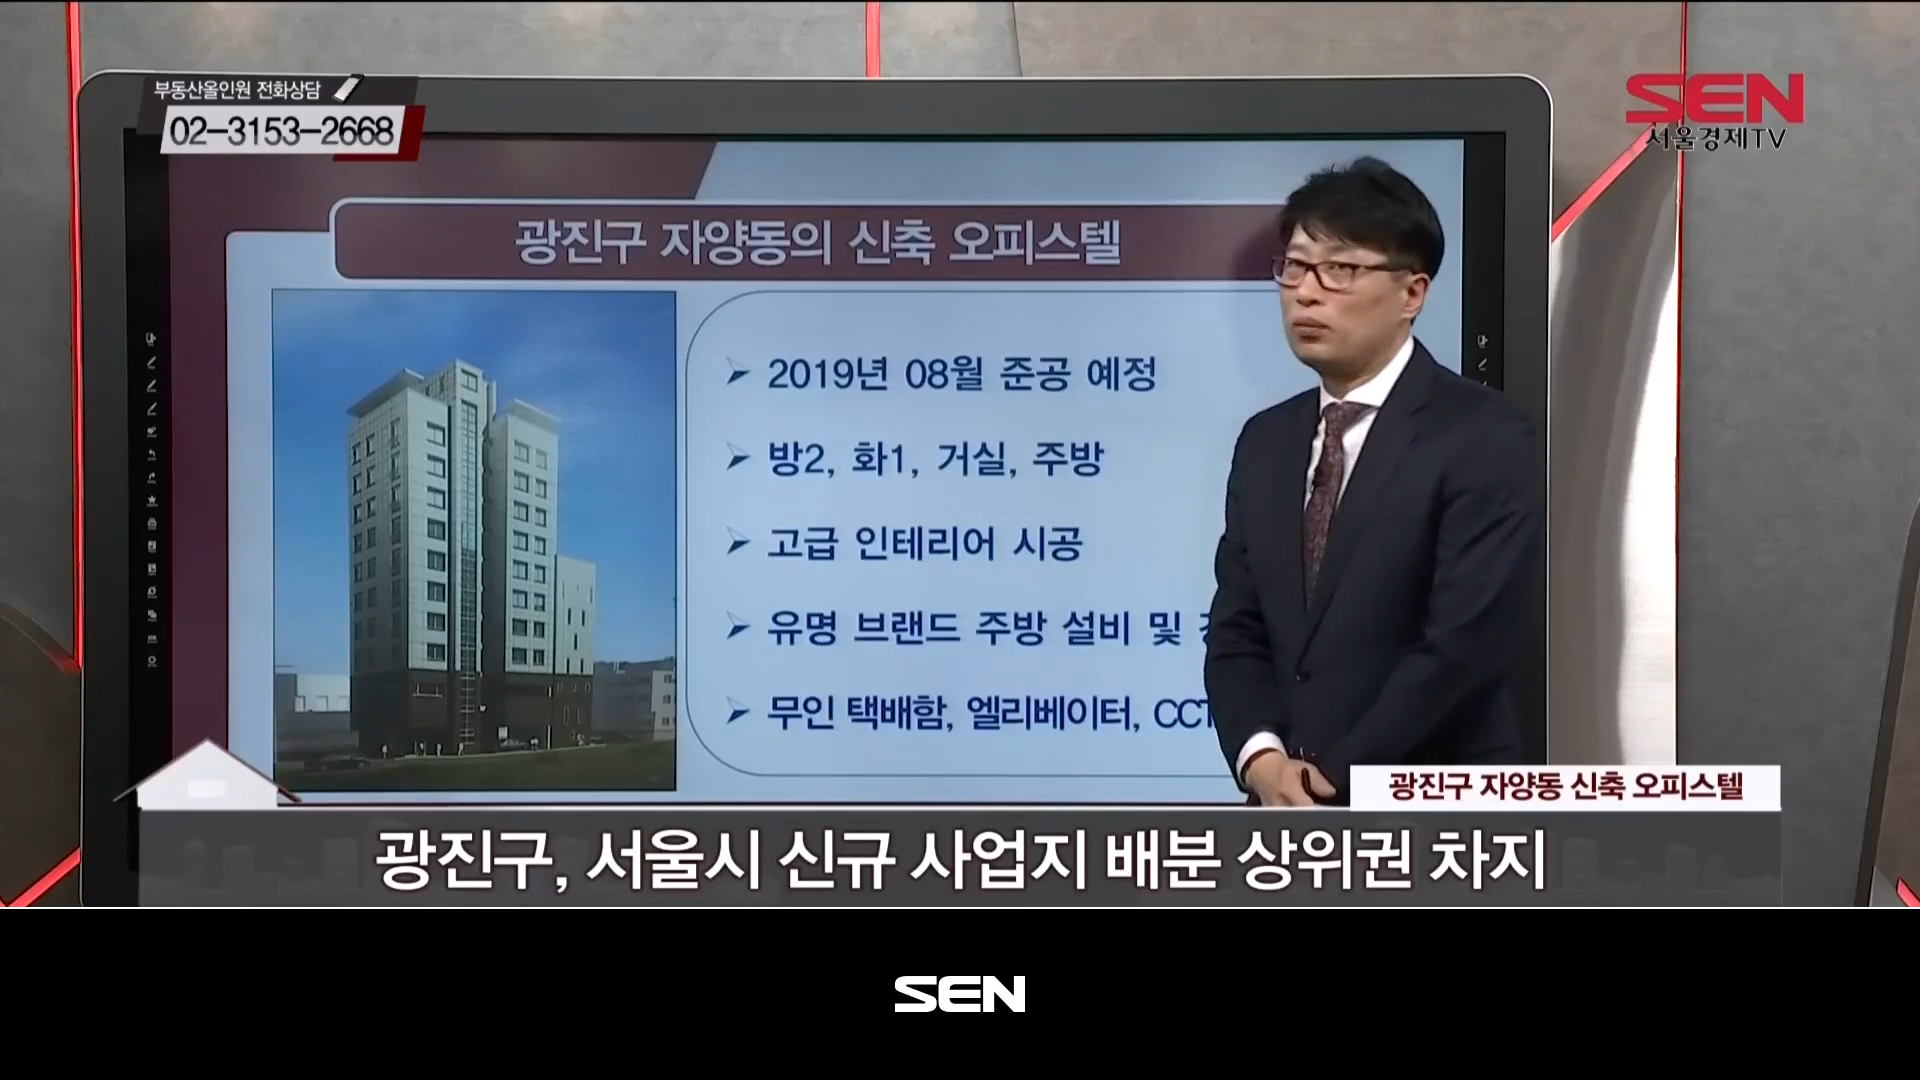 부동산올인원 전화상담
02-3153-2668
SEN
서울경제TV
광진구 자양동의 신축 오피스텔
2019년 08월 준공 예정
방2, 화1, 거실, 주방
고급 인테리어 시공
유명 브랜드 주방 설비 및
무인 택배함, 엘리베이터,
광진구 자양동 신축 오피스텔
광진구, 서울시 신규 사업지 배분 상위권 차지
SEN